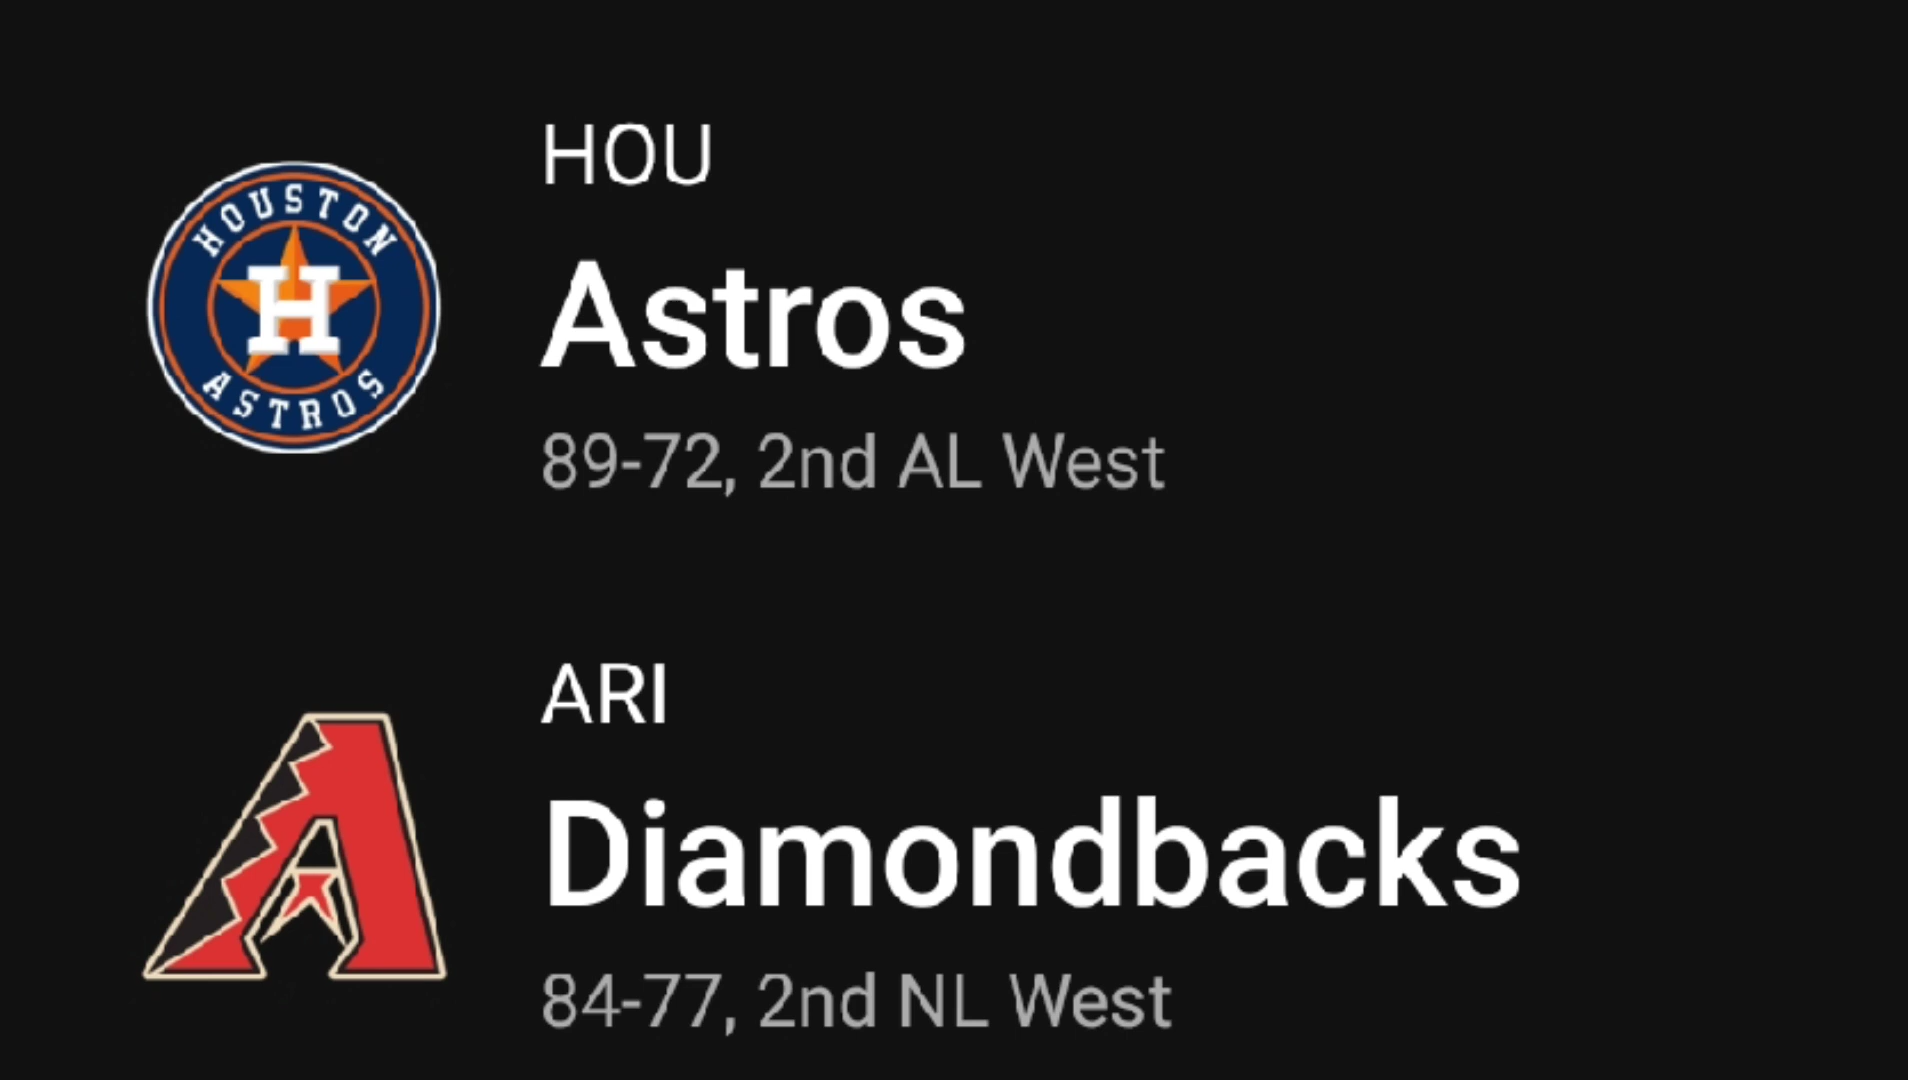 HOU
HOUSTON
H
ASTROS
Astros
89-72, 2nd AL West
ARI
A
Diamondbacks
84-77, 2nd NL West